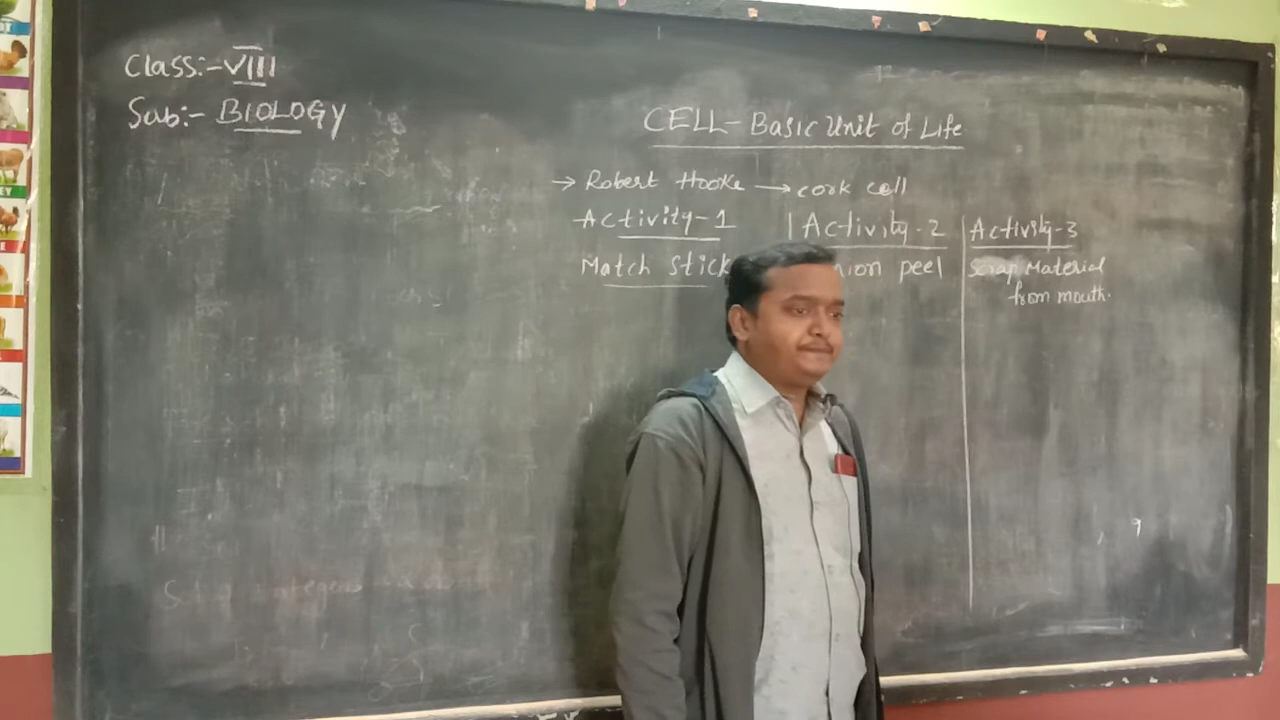 Class:- VIII
Sub:- BIOLOGY
CELL - Basic Unit of Life
→ Robert Hooke → cork cell
Activity-1 | Activity-2 | Activity-3
Match stick peel Scrap Material
from mouth.